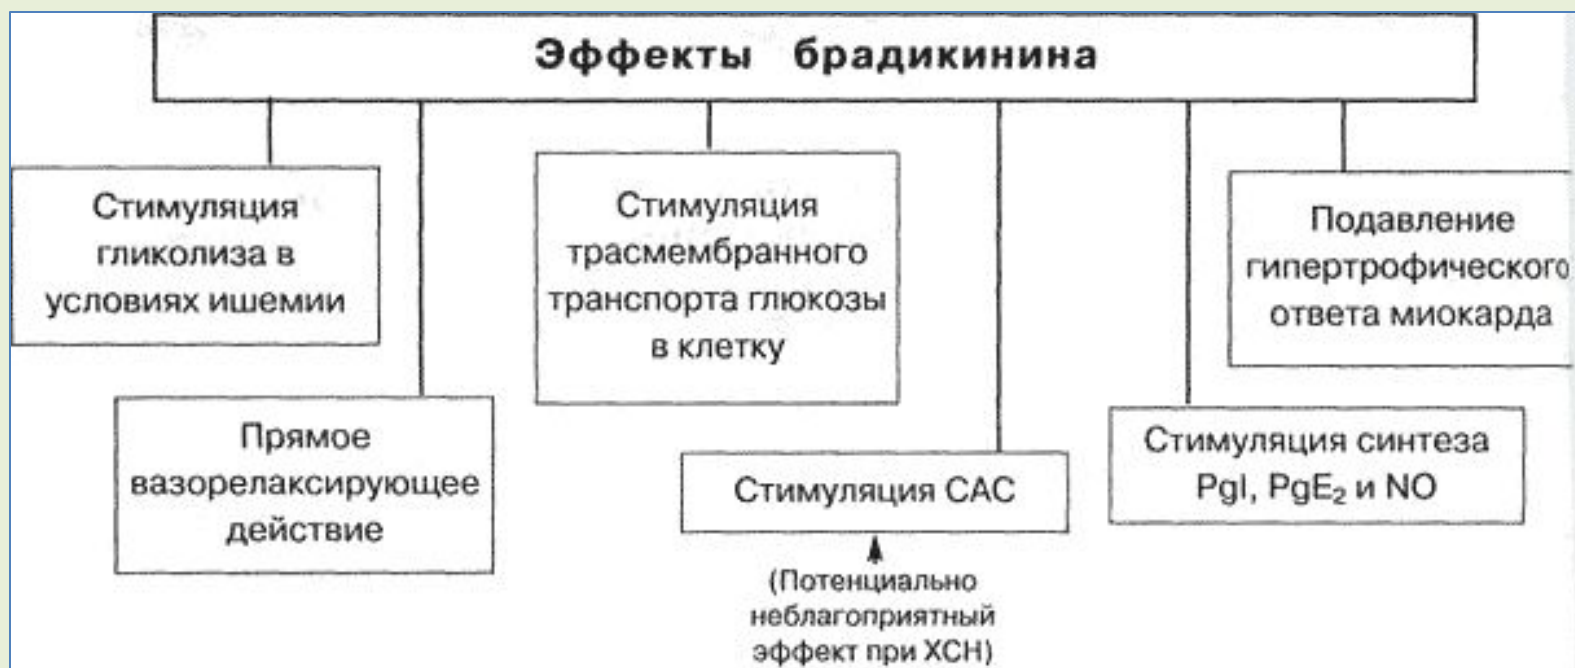 Эффекты брадикинина
Стимуляция
гликолиза в
условиях ишемии
Прямое
вазорелаксирующее
действие
Стимуляция
трасмембранного
транспорта глюкозы
в клетку
Стимуляция САС
(Потенциально
неблагоприятный
эффект при ХСН)
Стимуляция синтеза
PgI, PgE₂ и NO
Подавление
гипертрофического
ответа миокарда